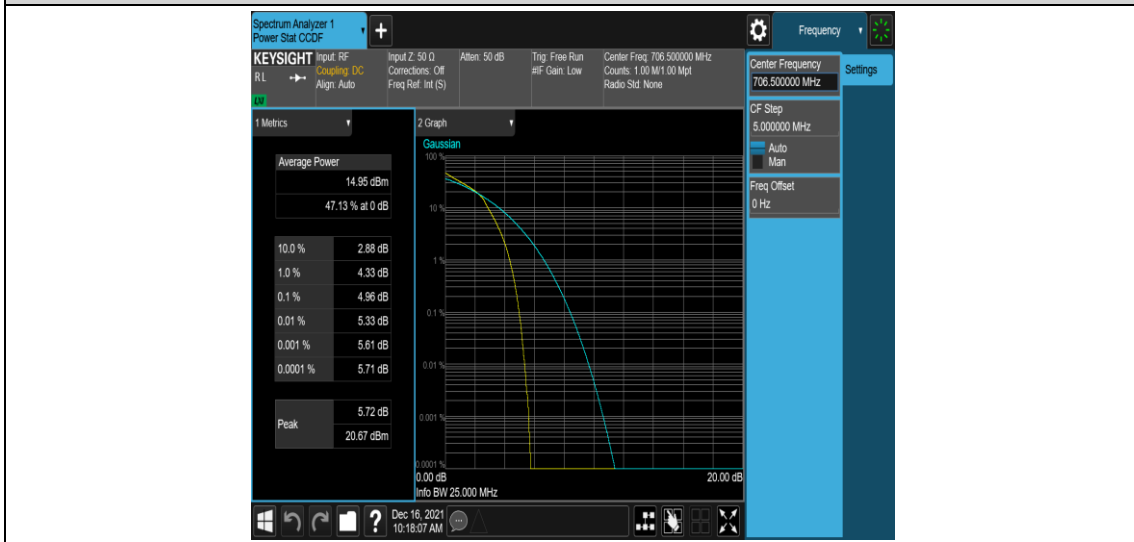 Spectrum Analyzer 1
Power Stat CCDF
Frequency
KEYSIGHT
RL
Input: RF
Coupling: DC
Align: Auto
Input Z: 50 Ω
Corrections: Off
Freq Ref: Int (S)
Atten: 50 dB
Trig: Free Run
#IF Gain: Low
Center Freq: 706.500000 MHz
Counts: 1.00 M/1.00 Mpt
Radio Std: None
Center Frequency
706.500000 MHz
Settings
CF Step
5.000000 MHz
Auto
Man
Freq Offset
0 Hz
1 Metrics
Average Power
14.95 dBm
47.13 % at 0 dB
10.0 % 2.88 dB
1.0 % 4.33 dB
0.1 % 4.96 dB
0.01 % 5.33 dB
0.001 % 5.61 dB
0.0001 % 5.71 dB
Peak
5.72 dB
20.67 dBm
2 Graph
Gaussian
100 %
10 %
1 %
0.1 %
0.01 %
0.001 %
0.0001 %
0.00 dB 20.00 dB
Info BW 25.000 MHz
?
Dec 16, 2021
10:18:07 AM